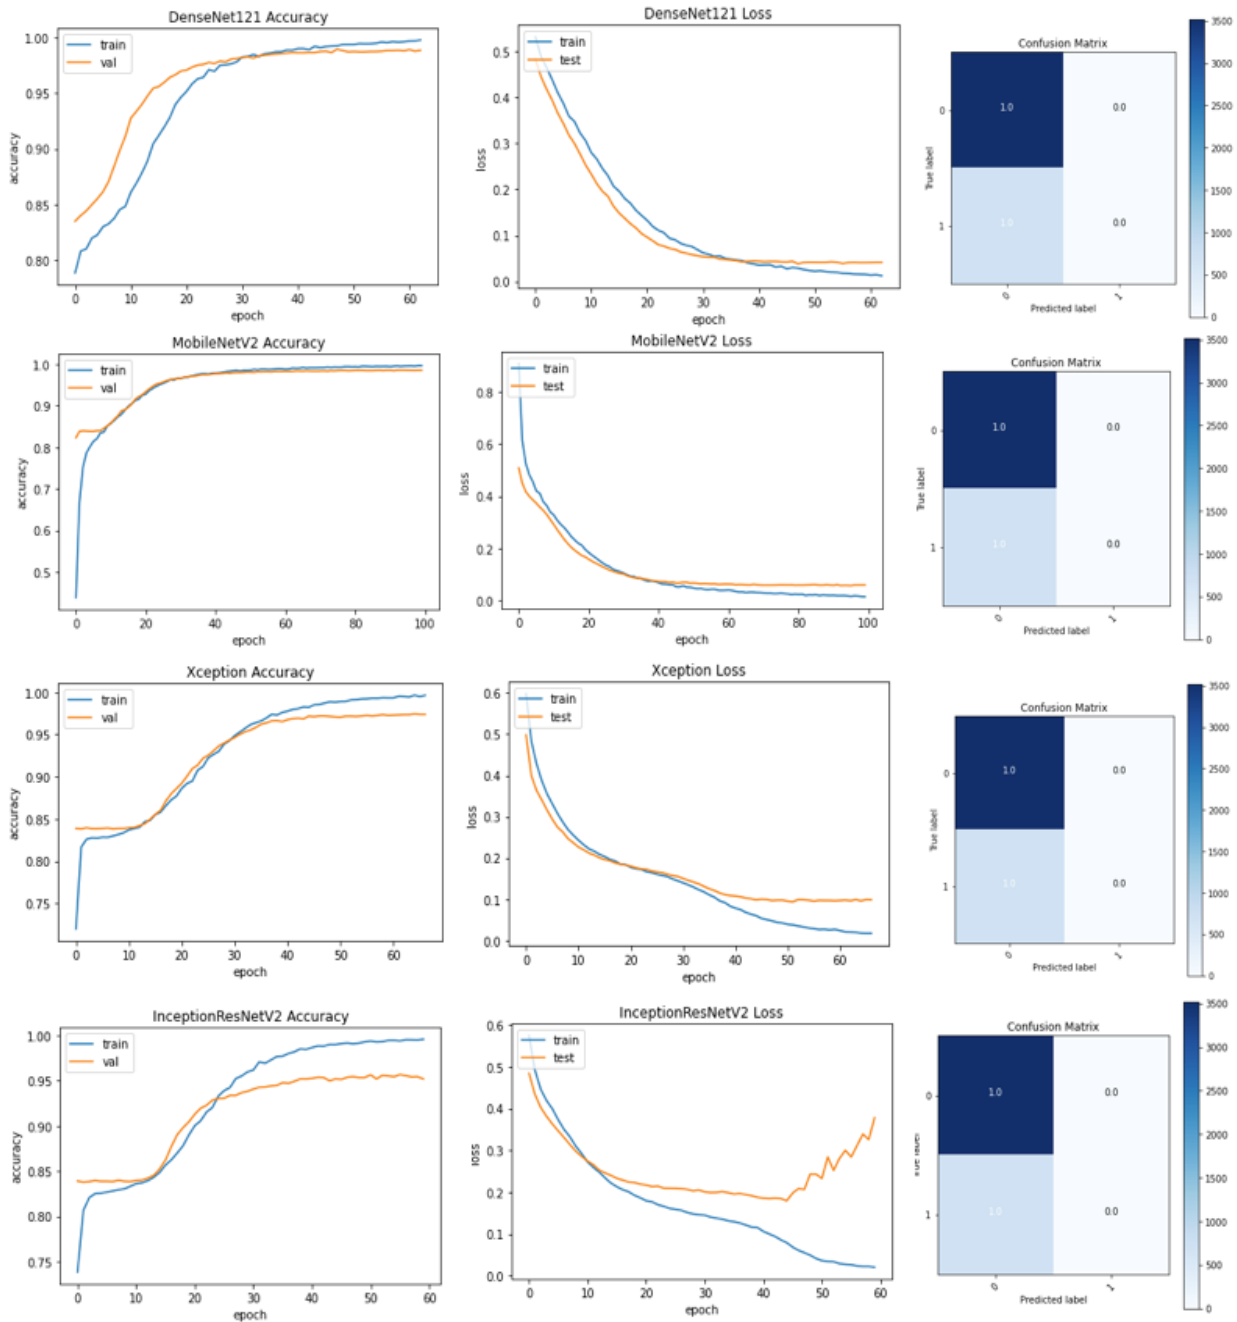 DenseNet121 Accuracy
1.00
0.95
0.90
0.85
0.80
accuracy
train
val
0 10 20 30 40 50 60
epoch
DenseNet121 Loss
0.5
0.4
0.3
0.2
0.1
0.0
loss
train
test
0 10 20 30 40 50 60
epoch
Confusion Matrix
True label
0
1
1.0 0.0
1.0 0.0
0 1
Predicted label
3500
3000
2500
2000
1500
1000
500
0
MobileNetV2 Accuracy
1.0
0.9
0.8
0.7
0.6
0.5
accuracy
train
val
0 20 40 60 80 100
epoch
MobileNetV2 Loss
0.8
0.6
0.4
0.2
0.0
loss
train
test
0 20 40 60 80 100
epoch
Confusion Matrix
True label
0
1
1.0 0.0
1.0 0.0
0 1
Predicted label
3500
3000
2500
2000
1500
1000
500
0
Xception Accuracy
1.00
0.95
0.90
0.85
0.80
0.75
accuracy
train
val
0 10 20 30 40 50 60
epoch
Xception Loss
0.6
0.5
0.4
0.3
0.2
0.1
0.0
loss
train
test
0 10 20 30 40 50 60
epoch
Confusion Matrix
True label
0
1
1.0 0.0
1.0 0.0
0 1
Predicted label
3500
3000
2500
2000
1500
1000
500
0
InceptionResNetV2 Accuracy
1.00
0.95
0.90
0.85
0.80
0.75
accuracy
train
val
0 10 20 30 40 50 60
epoch
InceptionResNetV2 Loss
0.6
0.5
0.4
0.3
0.2
0.1
0.0
loss
train
test
0 10 20 30 40 50 60
epoch
Confusion Matrix
True label
0
1
1.0 0.0
1.0 0.0
0 1
Predicted label
3500
3000
2500
2000
1500
1000
500
0